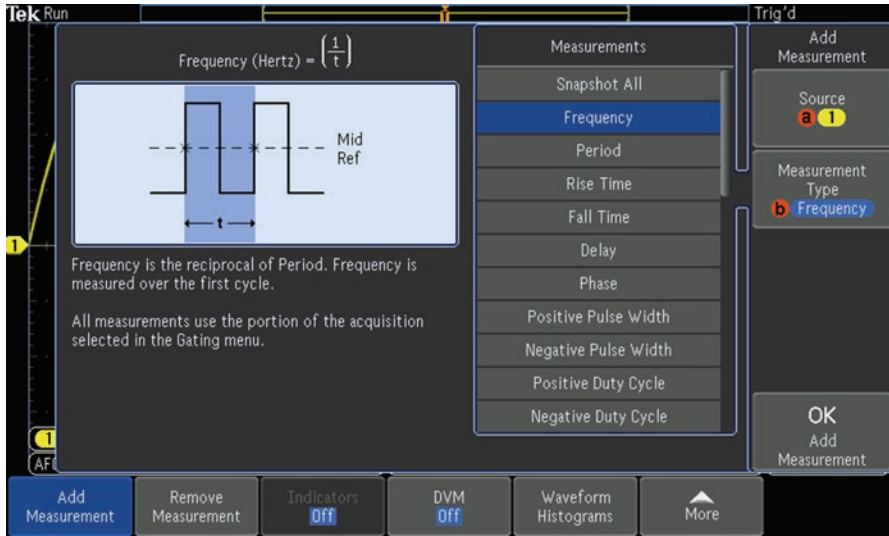 Tek Run
Trig'd
Frequency (Hertz) = (1/t)
Mid
Ref
t
Frequency is the reciprocal of Period. Frequency is
measured over the first cycle.
All measurements use the portion of the acquisition
selected in the Gating menu.
Measurements
Snapshot All
Frequency
Period
Rise Time
Fall Time
Delay
Phase
Positive Pulse Width
Negative Pulse Width
Positive Duty Cycle
Negative Duty Cycle
Add
Measurement
Source
a 1
Measurement
Type
b Frequency
OK
Add
Measurement
1
1
Add
Measurement
Remove
Measurement
Indicators
Off
DVM
Off
Waveform
Histograms
More